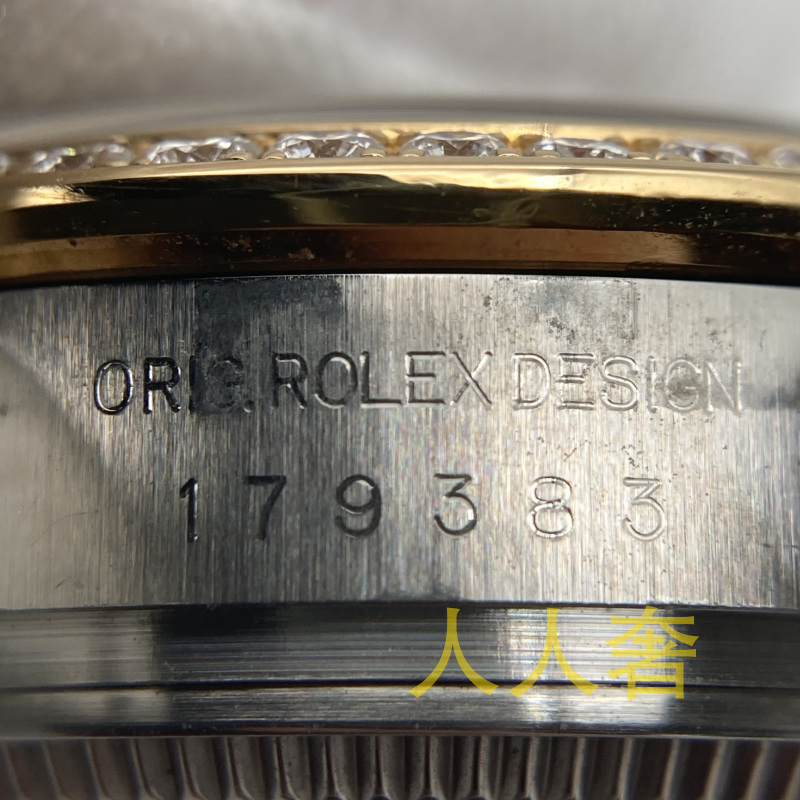 ORIG. ROLEX DESIGN
179383
人人奢